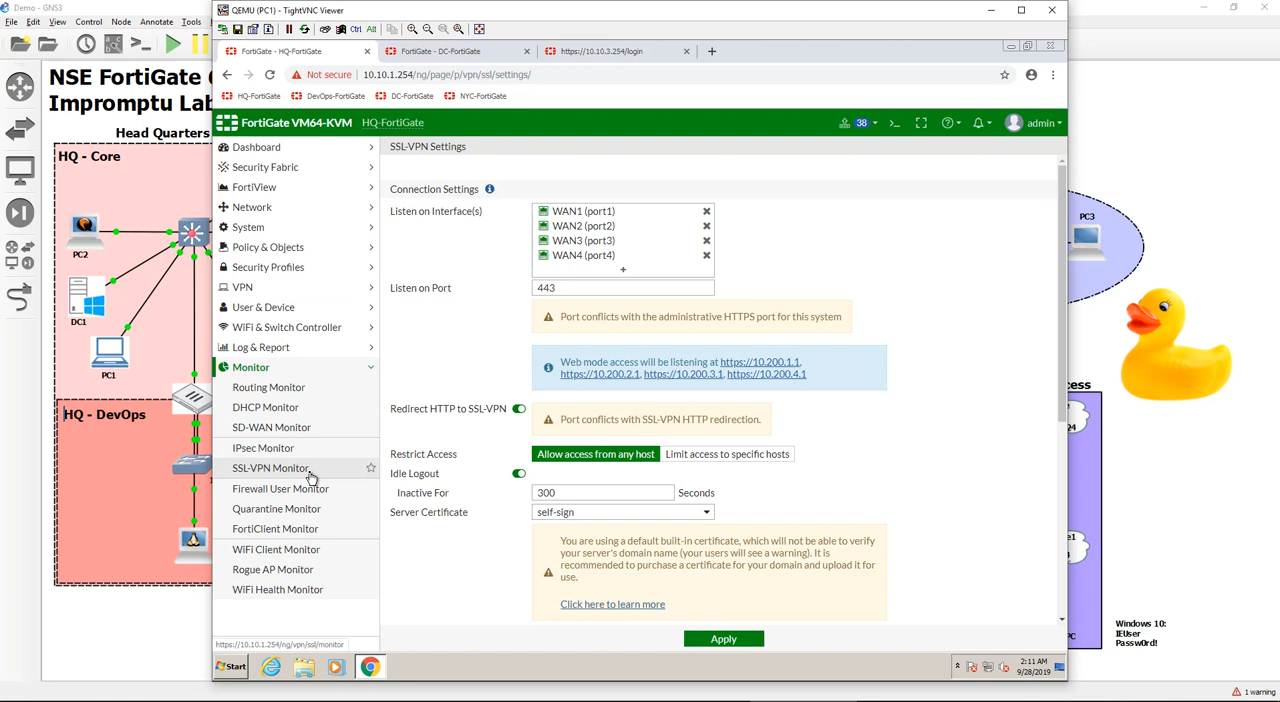 Demo - GNS3
File Edit View Control Node Annotate Tools
NSE FortiGate
Impromptu Lab
Head Quarters
HQ - Core
PC2
DC1
PC1
HQ - DevOps
QEMU (PC1) - TightVNC Viewer
Ctrl Alt
FortiGate - HQ-FortiGate
FortiGate - DC-FortiGate
https://10.10.3.254/login
Not secure 10.10.1.254/ng/page/p/vpn/ssl/settings/
HQ-FortiGate DevOps-FortiGate DC-FortiGate NYC-FortiGate
FortiGate VM64-KVM HQ-FortiGate
38 admin
Dashboard
Security Fabric
FortiView
Network
System
Policy & Objects
Security Profiles
VPN
User & Device
WiFi & Switch Controller
Log & Report
Monitor
Routing Monitor
DHCP Monitor
SD-WAN Monitor
IPsec Monitor
SSL-VPN Monitor
Firewall User Monitor
Quarantine Monitor
FortiClient Monitor
WiFi Client Monitor
Rogue AP Monitor
WiFi Health Monitor
https://10.10.1.254/ng/vpn/ssl/monitor
SSL-VPN Settings
Connection Settings
Listen on Interface(s)
WAN1 (port1)
WAN2 (port2)
WAN3 (port3)
WAN4 (port4)
+
Listen on Port 443
Port conflicts with the administrative HTTPS port for this system
Web mode access will be listening at https://10.200.1.1,
https://10.200.2.1, https://10.200.3.1, https://10.200.4.1
Redirect HTTP to SSL-VPN
Port conflicts with SSL-VPN HTTP redirection.
Restrict Access Allow access from any host Limit access to specific hosts
Idle Logout
Inactive For 300 Seconds
Server Certificate self-sign
You are using a default built-in certificate, which will not be able to verify
your server's domain name (your users will see a warning). It is
recommended to purchase a certificate for your domain and upload it for
use.
Click here to learn more
Apply
Start
2:11 AM
9/28/2019
PC3
cess
24
e1
PC
Windows 10:
IEUser
Passw0rd!
1 warning